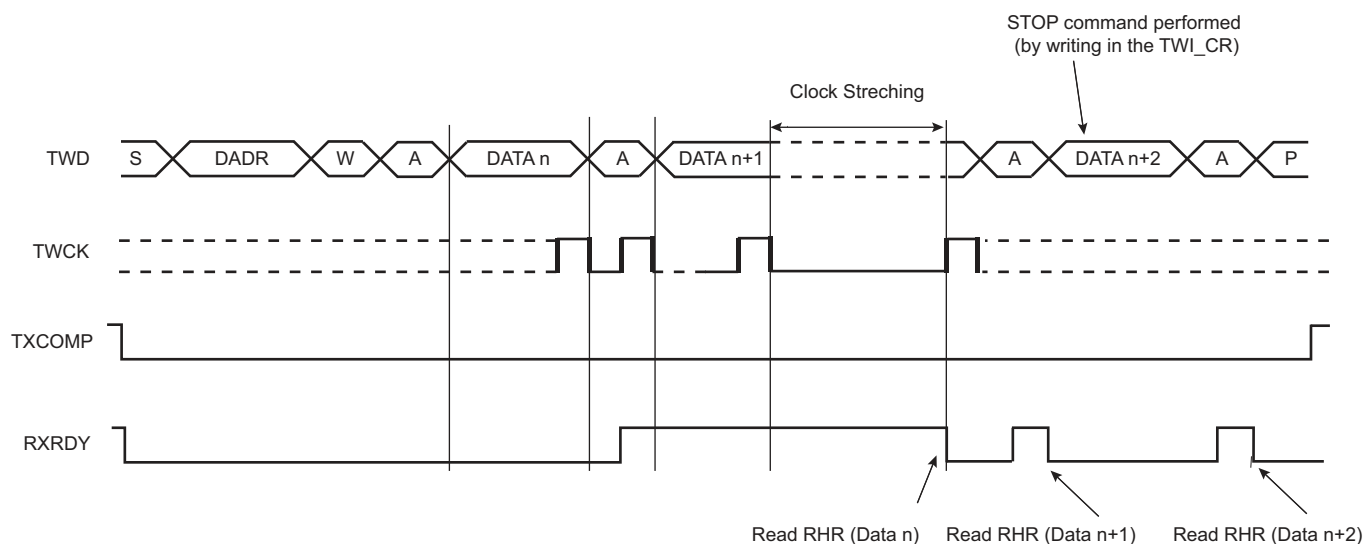 STOP command performed
(by writing in the TWI_CR)
Clock Streching
TWD S DADR W A DATA n A DATA n+1 A DATA n+2 A P
TWCK
TXCOMP
RXRDY
Read RHR (Data n) Read RHR (Data n+1) Read RHR (Data n+2)